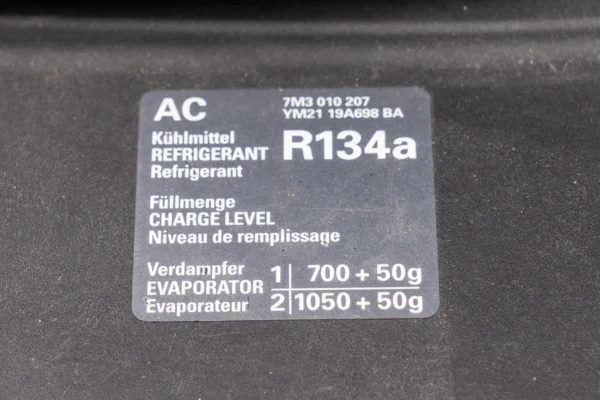 AC
7M3 010 207
YM21 19A698 BA
Kühlmittel
REFRIGERANT R134a
Refrigerant
Füllmenge
CHARGE LEVEL
Niveau de remplissage
Verdampfer 1 700 + 50g
EVAPORATOR
Evaporateur 2 1050 + 50g